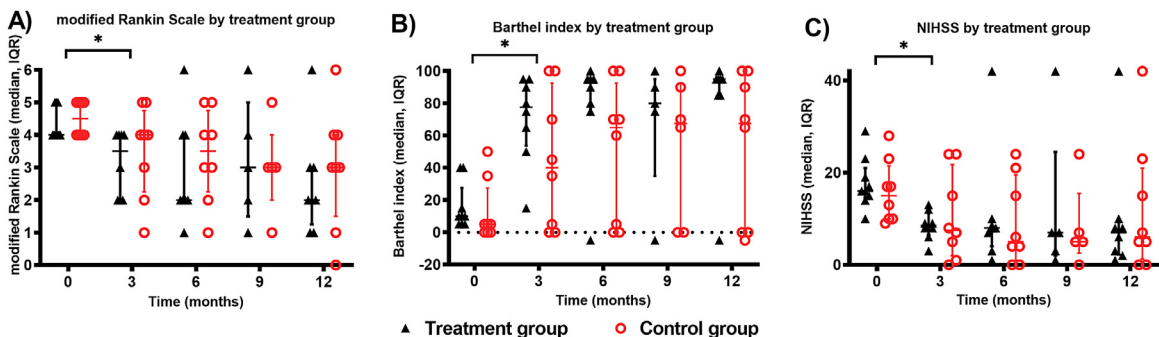 A)
modified Rankin Scale by treatment group
*
modified Rankin Scale (median, IQR)
6
5
4
3
2
1
0
0 3 6 9 12
Time (months)
B)
Barthel index by treatment group
*
Barthel index (median, IQR)
100
80
60
40
20
0
-20
0 3 6 9 12
Time (months)
C)
NIHSS by treatment group
*
NIHSS (median, IQR)
40
20
0
0 3 6 9 12
Time (months)
Treatment group Control group